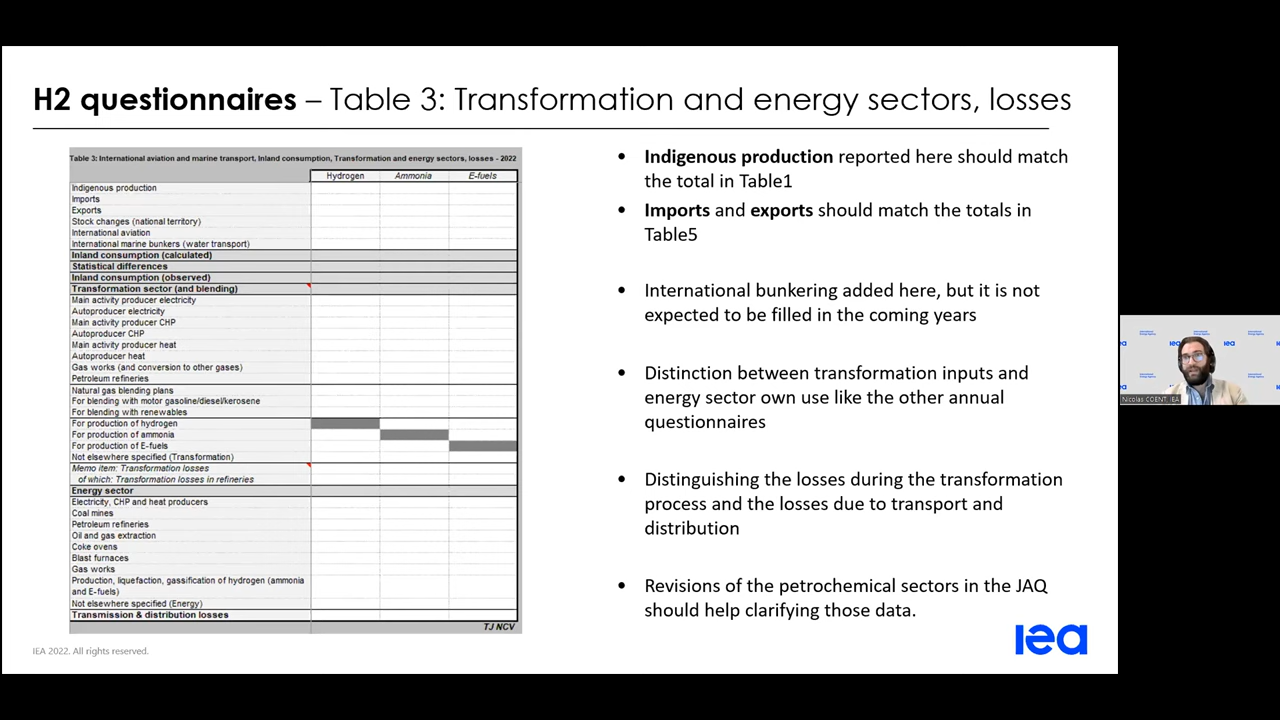 H2 questionnaires – Table 3: Transformation and energy sectors, losses
Table 3: International aviation and marine transport, Inland consumption, Transformation and energy sectors, losses - 2022
Hydrogen Ammonia E-fuels
Indigenous production
Imports
Exports
Stock changes (national territory)
International aviation
International marine bunkers (water transport)
Inland consumption (calculated)
Statistical differences
Inland consumption (observed)
Transformation sector (and blending)
Main activity producer electricity
Autoproducer electricity
Main activity producer CHP
Autoproducer CHP
Main activity producer heat
Autoproducer heat
Gas works (and conversion to other gases)
Petroleum refineries
Natural gas blending plans
For blending with motor gasoline/diesel/kerosene
For blending with renewables
For production of hydrogen
For production of ammonia
For production of E-fuels
Not elsewhere specified (Transformation)
Memo item: Transformation losses
of which: Transformation losses in refineries
Energy sector
Electricity, CHP and heat producers
Coal mines
Petroleum refineries
Oil and gas extraction
Coke ovens
Blast furnaces
Gas works
Production, liquefaction, gassification of hydrogen (ammonia
and E-fuels)
Not elsewhere specified (Energy)
Transmission & distribution losses
TJ NCV
• Indigenous production reported here should match
the total in Table1
• Imports and exports should match the totals in
Table5
• International bunkering added here, but it is not
expected to be filled in the coming years
• Distinction between transformation inputs and
energy sector own use like the other annual
questionnaires
• Distinguishing the losses during the transformation
process and the losses due to transport and
distribution
• Revisions of the petrochemical sectors in the JAQ
should help clarifying those data.
iea
IEA 2022. All rights reserved.
iea
Nicolas COENT, IEA